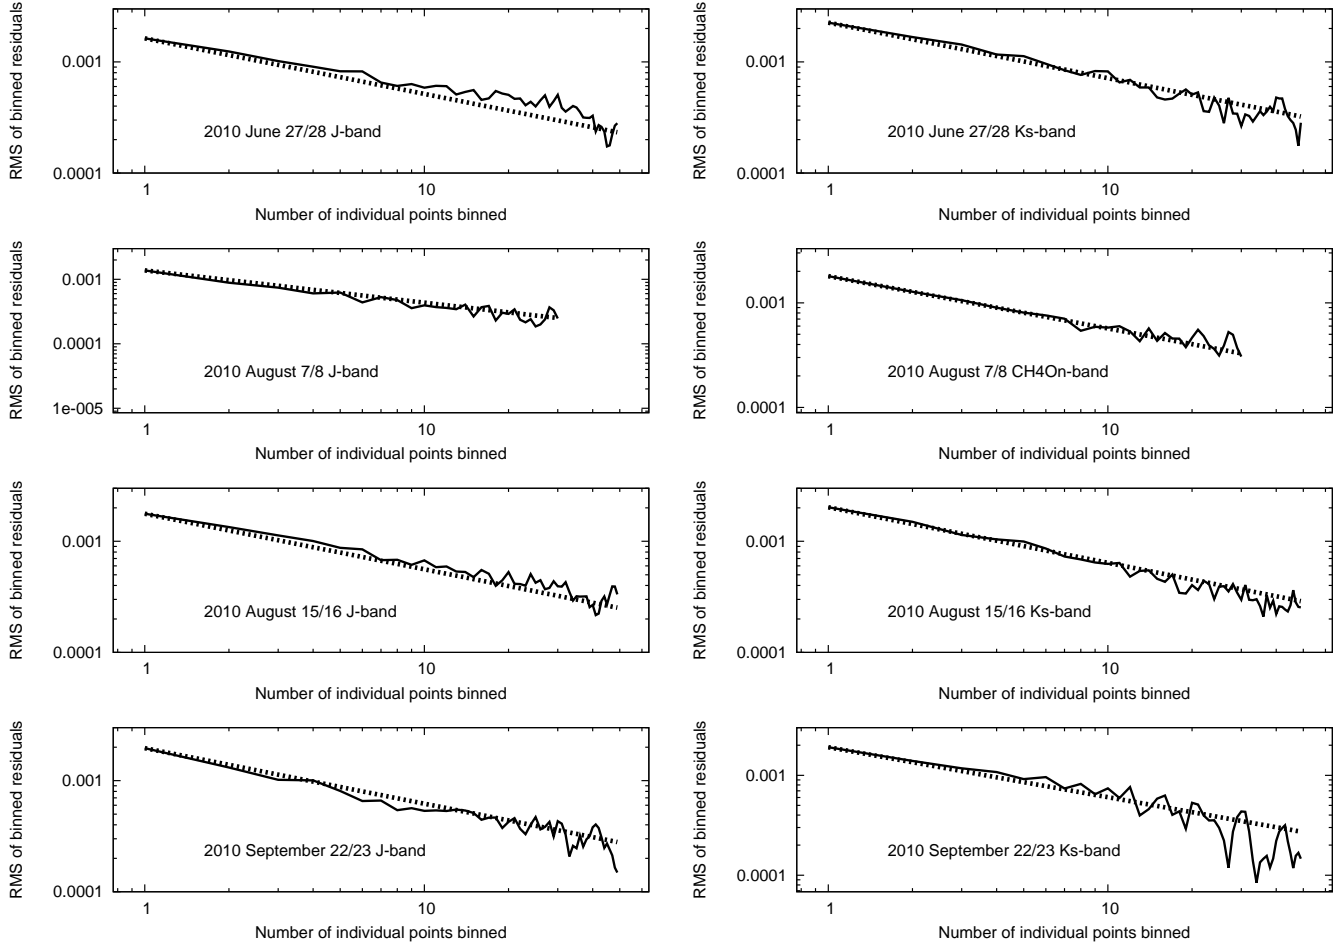 RMS of binned residuals
0.001
0.0001
2010 June 27/28 J-band
1
10
Number of individual points binned
RMS of binned residuals
0.001
0.0001
2010 June 27/28 Ks-band
1
10
Number of individual points binned
RMS of binned residuals
0.001
0.0001
1e-005
2010 August 7/8 J-band
1
10
Number of individual points binned
RMS of binned residuals
0.001
0.0001
2010 August 7/8 CH4On-band
1
10
Number of individual points binned
RMS of binned residuals
0.001
0.0001
2010 August 15/16 J-band
1
10
Number of individual points binned
RMS of binned residuals
0.001
0.0001
2010 August 15/16 Ks-band
1
10
Number of individual points binned
RMS of binned residuals
0.001
0.0001
2010 September 22/23 J-band
1
10
Number of individual points binned
RMS of binned residuals
0.001
0.0001
2010 September 22/23 Ks-band
1
10
Number of individual points binned